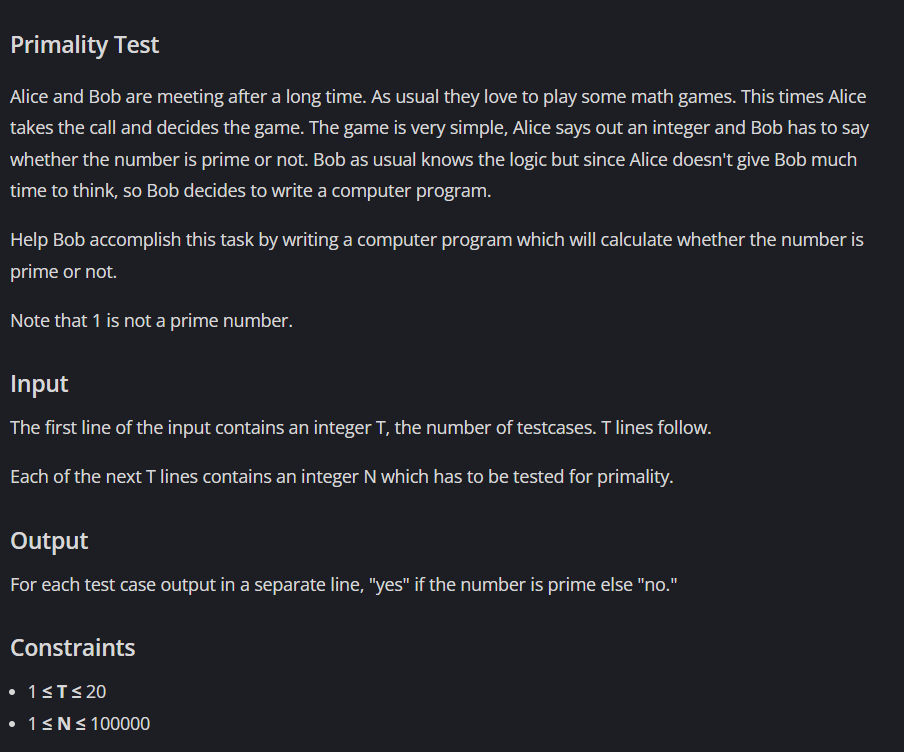 Primality Test
Alice and Bob are meeting after a long time. As usual they love to play some math games. This times Alice
takes the call and decides the game. The game is very simple, Alice says out an integer and Bob has to say
whether the number is prime or not. Bob as usual knows the logic but since Alice doesn't give Bob much
time to think, so Bob decides to write a computer program.
Help Bob accomplish this task by writing a computer program which will calculate whether the number is
prime or not.
Note that 1 is not a prime number.
Input
The first line of the input contains an integer T, the number of testcases. T lines follow.
Each of the next T lines contains an integer N which has to be tested for primality.
Output
For each test case output in a separate line, "yes" if the number is prime else "no."
Constraints
• 1 ≤ T ≤ 20
• 1 ≤ N ≤ 100000